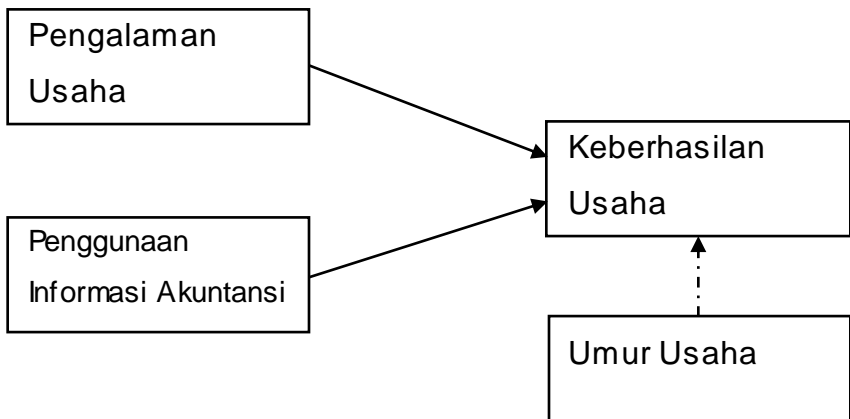 Pengalaman
Usaha
Keberhasilan
Usaha
Penggunaan
Informasi Akuntansi
Umur Usaha